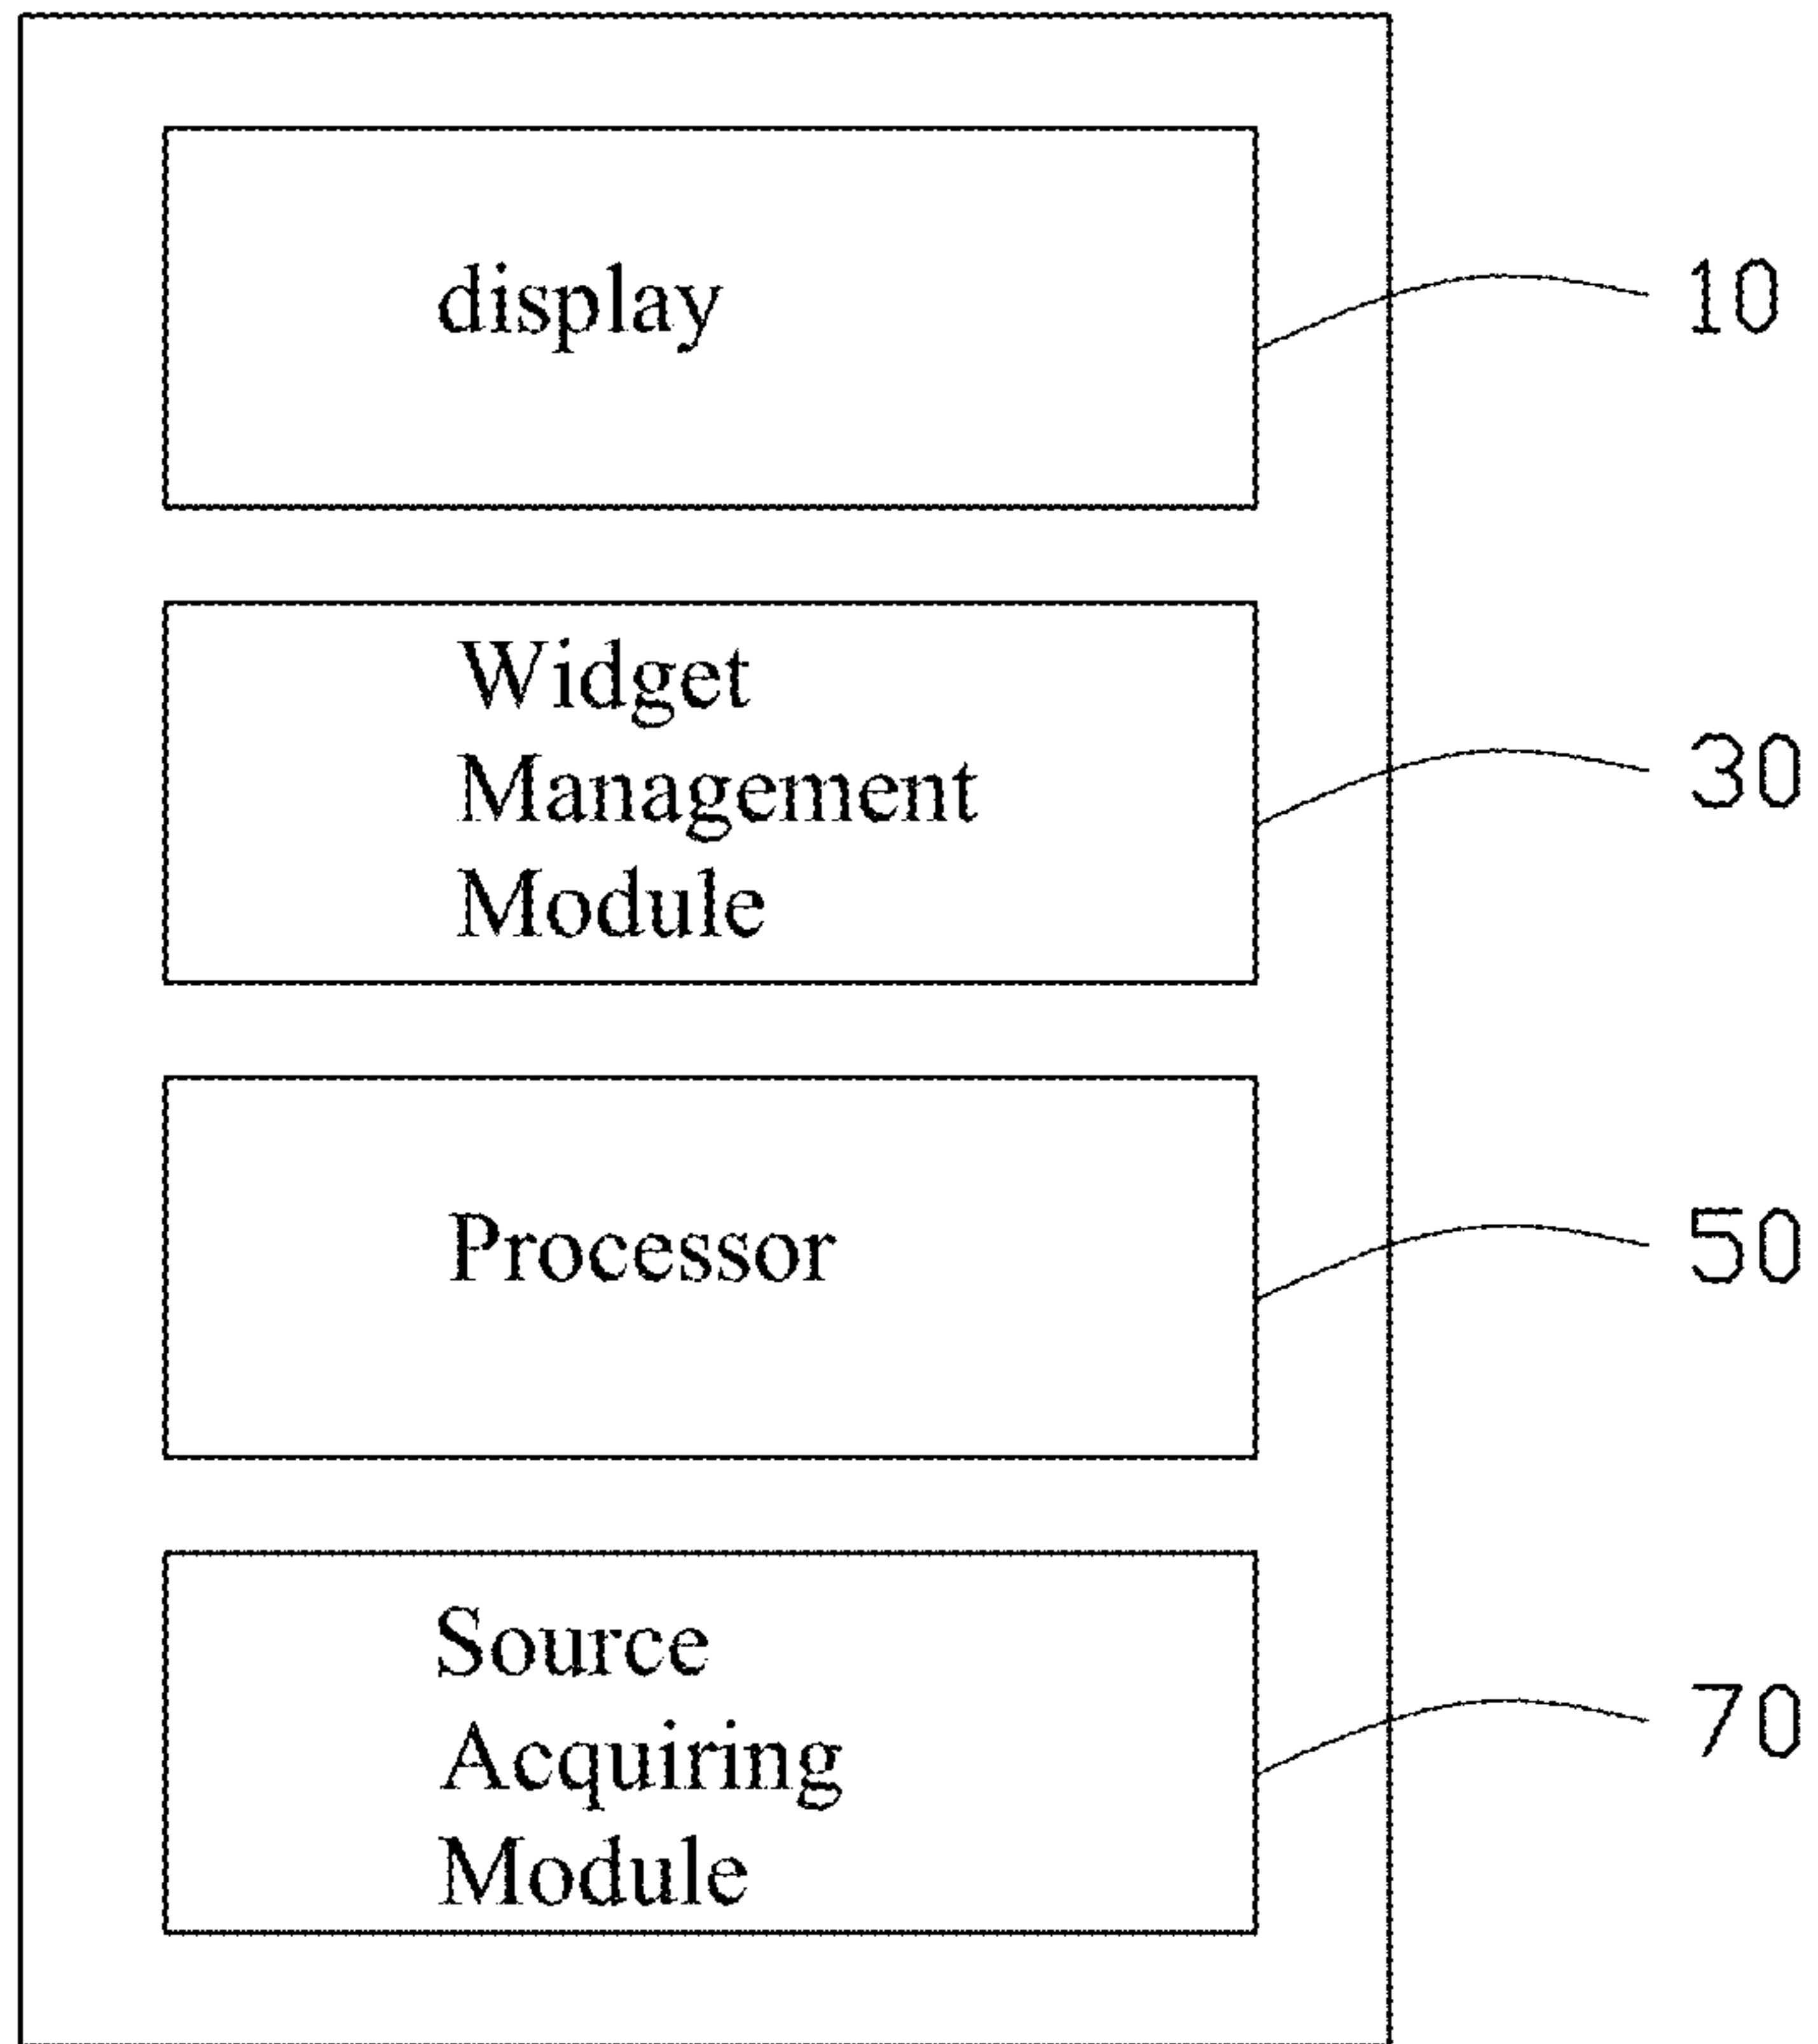 display
10
Widget
Management
Module
30
Processor
50
Source
Acquiring
Module
70